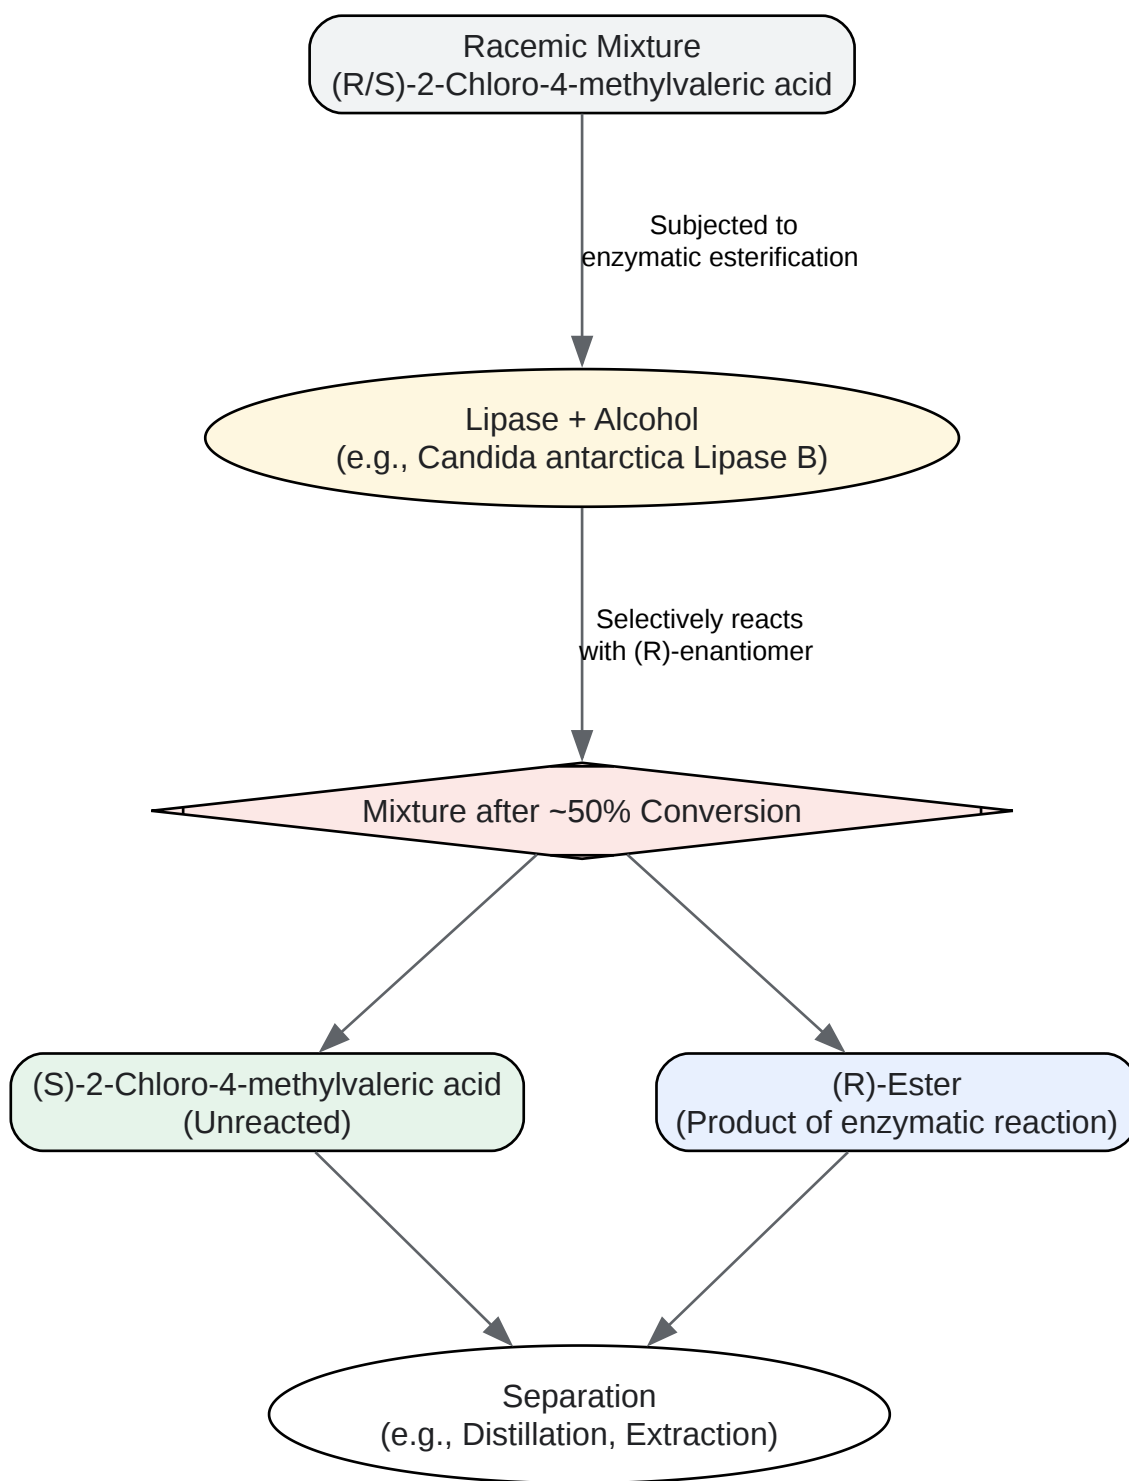 Racemic Mixture
(R/S)-2-Chloro-4-methylvaleric acid
Subjected to
enzymatic esterification
Lipase + Alcohol
(e.g., Candida antarctica Lipase B)
Selectively reacts
with (R)-enantiomer
Mixture after ~50% Conversion
(S)-2-Chloro-4-methylvaleric acid
(Unreacted)
(R)-Ester
(Product of enzymatic reaction)
Separation
(e.g., Distillation, Extraction)